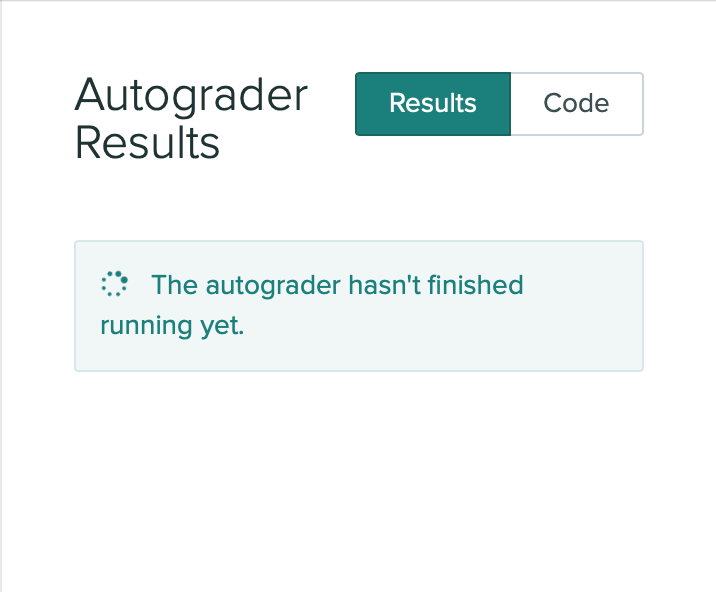 Autograder
Results
Results
Code
The autograder hasn't finished
running yet.